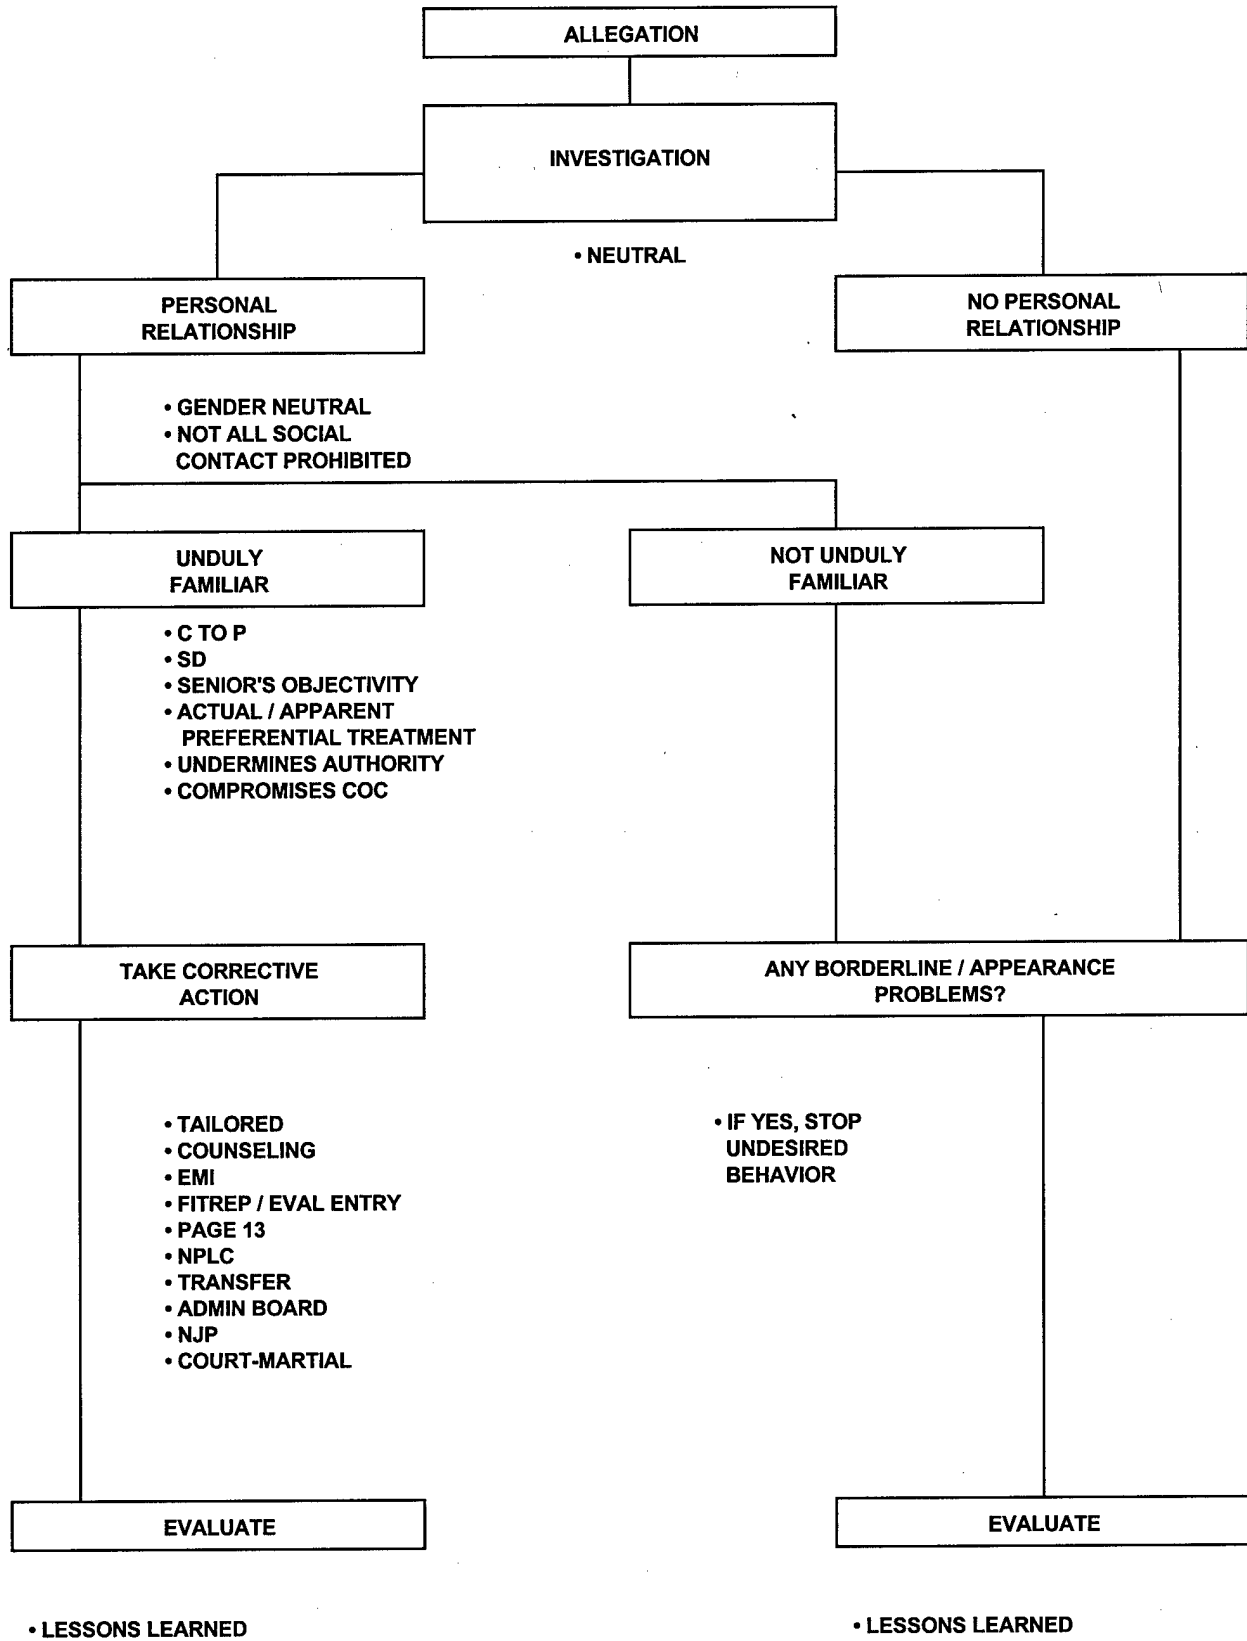 ALLEGATION
INVESTIGATION
• NEUTRAL
PERSONAL
RELATIONSHIP
NO PERSONAL
RELATIONSHIP
• GENDER NEUTRAL
• NOT ALL SOCIAL
CONTACT PROHIBITED
UNDULY
FAMILIAR
NOT UNDULY
FAMILIAR
• C TO P
• SD
• SENIOR'S OBJECTIVITY
• ACTUAL / APPARENT
PREFERENTIAL TREATMENT
• UNDERMINES AUTHORITY
• COMPROMISES COC
TAKE CORRECTIVE
ACTION
ANY BORDERLINE / APPEARANCE
PROBLEMS?
• TAILORED
• COUNSELING
• EMI
• FITREP / EVAL ENTRY
• PAGE 13
• NPLC
• TRANSFER
• ADMIN BOARD
• NJP
• COURT-MARTIAL
• IF YES, STOP
UNDESIRED
BEHAVIOR
EVALUATE
EVALUATE
• LESSONS LEARNED
• LESSONS LEARNED